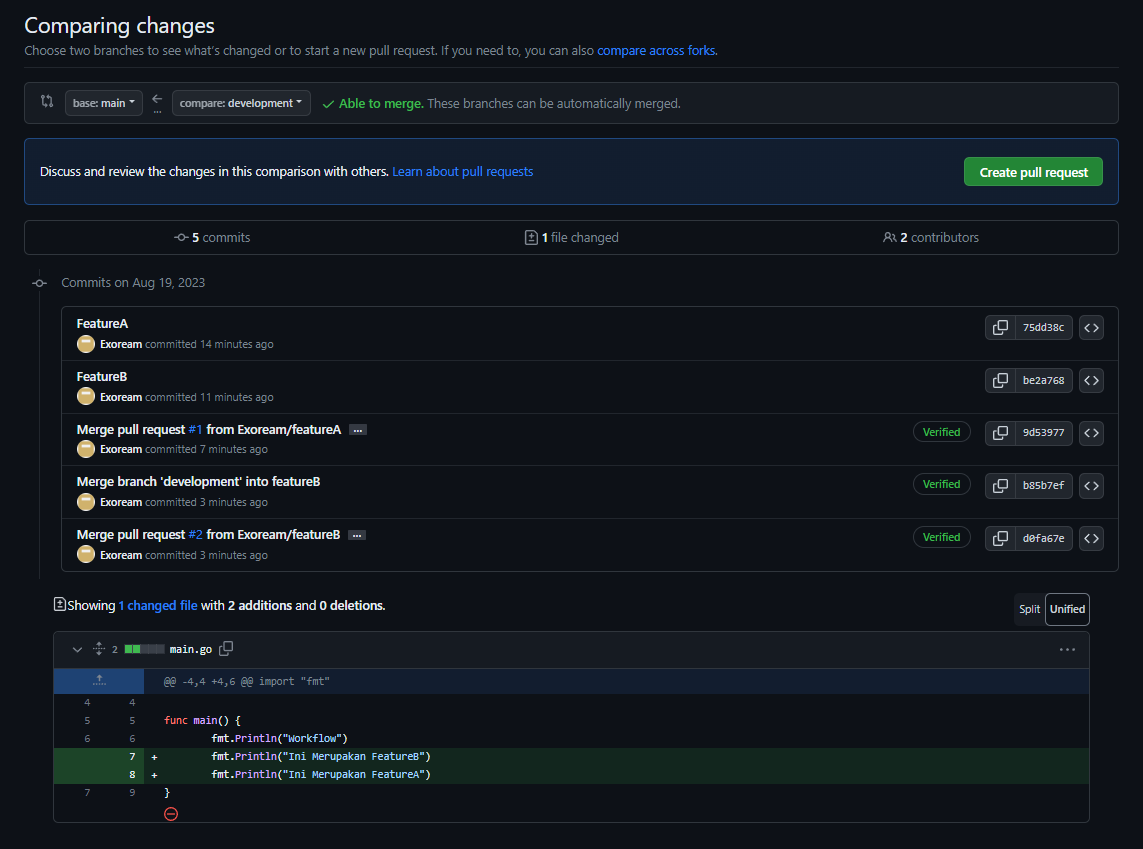 Comparing changes
Choose two branches to see what's changed or to start a new pull request. If you need to, you can also compare across forks.
base: main ... compare: development Able to merge. These branches can be automatically merged.
Discuss and review the changes in this comparison with others. Learn about pull requests Create pull request
5 commits 1 file changed 2 contributors
Commits on Aug 19, 2023
FeatureA 75dd38c
Exoream committed 14 minutes ago
FeatureB be2a768
Exoream committed 11 minutes ago
Merge pull request #1 from Exoream/featureA ... Verified 9d53977
Exoream committed 7 minutes ago
Merge branch 'development' into featureB Verified b85b7ef
Exoream committed 3 minutes ago
Merge pull request #2 from Exoream/featureB ... Verified d0fa67e
Exoream committed 3 minutes ago
Showing 1 changed file with 2 additions and 0 deletions. Split Unified
2 main.go
@@ -4,4 +4,6 @@ import "fmt"
4 4
5 5 func main() {
6 6 fmt.Println("Workflow")
7 + fmt.Println("Ini Merupakan FeatureB")
8 + fmt.Println("Ini Merupakan FeatureA")
7 9 }